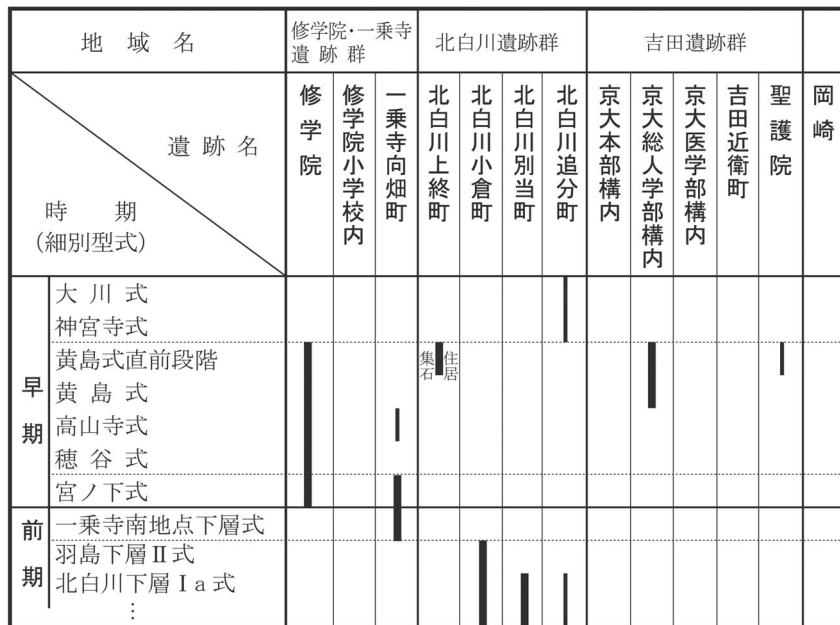 地域名
修学院・一乗寺
遺跡群
北白川遺跡群
吉田遺跡群
遺跡名
時期
(細別型式)
修学院
修学院小学校内
一乗寺向畑町
北白川上終町
北白川小倉町
北白川別当町
北白川追分町
京大本部構内
京大総人学部構内
京大医学部構内
吉田近衛町
聖護院
岡崎
早期
大川式
神宮寺式
黄島式直前段階
集石
住居
黄島式
高山寺式
穂谷式
宮ノ下式
前期
一乗寺南地点下層式
羽島下層Ⅱ式
北白川下層Ⅰa式
⋮